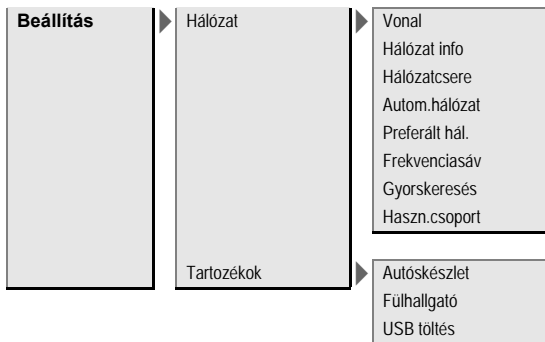 Beállítás
Hálózat
Vonal
Hálózat info
Hálózatcsere
Autom.hálózat
Preferált hál.
Frekvenciasáv
Gyorskeresés
Haszn.csoport
Tartozékok
Autóskészlet
Fülhallgató
USB töltés